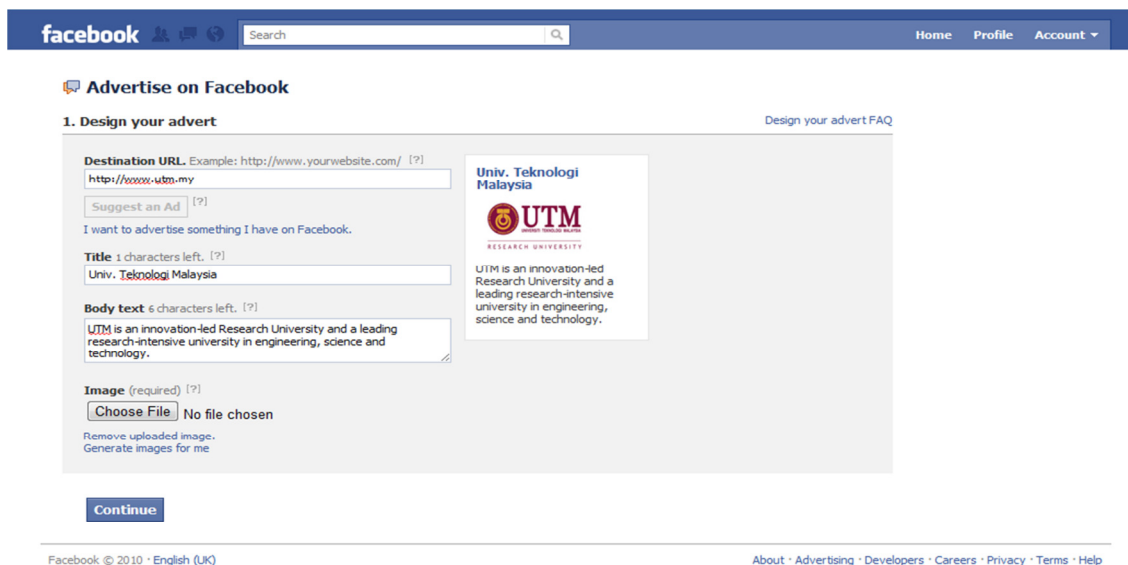 facebook
Search
Home Profile Account
Advertise on Facebook
1. Design your advert
Design your advert FAQ
Destination URL. Example: http://www.yourwebsite.com/ [?]
http://www.utm.my
Suggest an Ad [?]
I want to advertise something I have on Facebook.
Title 1 characters left. [?]
Univ. Teknologi Malaysia
Body text 6 characters left. [?]
UTM is an innovation-led Research University and a leading
research-intensive university in engineering, science and
technology.
Image (required) [?]
Choose File No file chosen
Remove uploaded image.
Generate images for me
Univ. Teknologi
Malaysia
UTM
UNIVERSITI TEKNOLOGI MALAYSIA
RESEARCH UNIVERSITY
UTM is an innovation-led
Research University and a
leading research-intensive
university in engineering,
science and technology.
Continue
Facebook © 2010 · English (UK)
About · Advertising · Developers · Careers · Privacy · Terms · Help